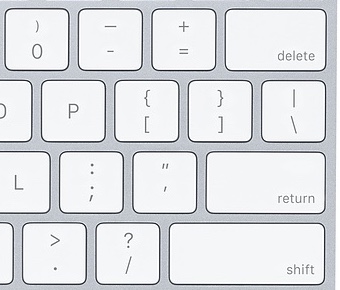 ) — +
0 - = delete
P { } |
[ ] \
: "
L ; ' return
> ?
. / shift